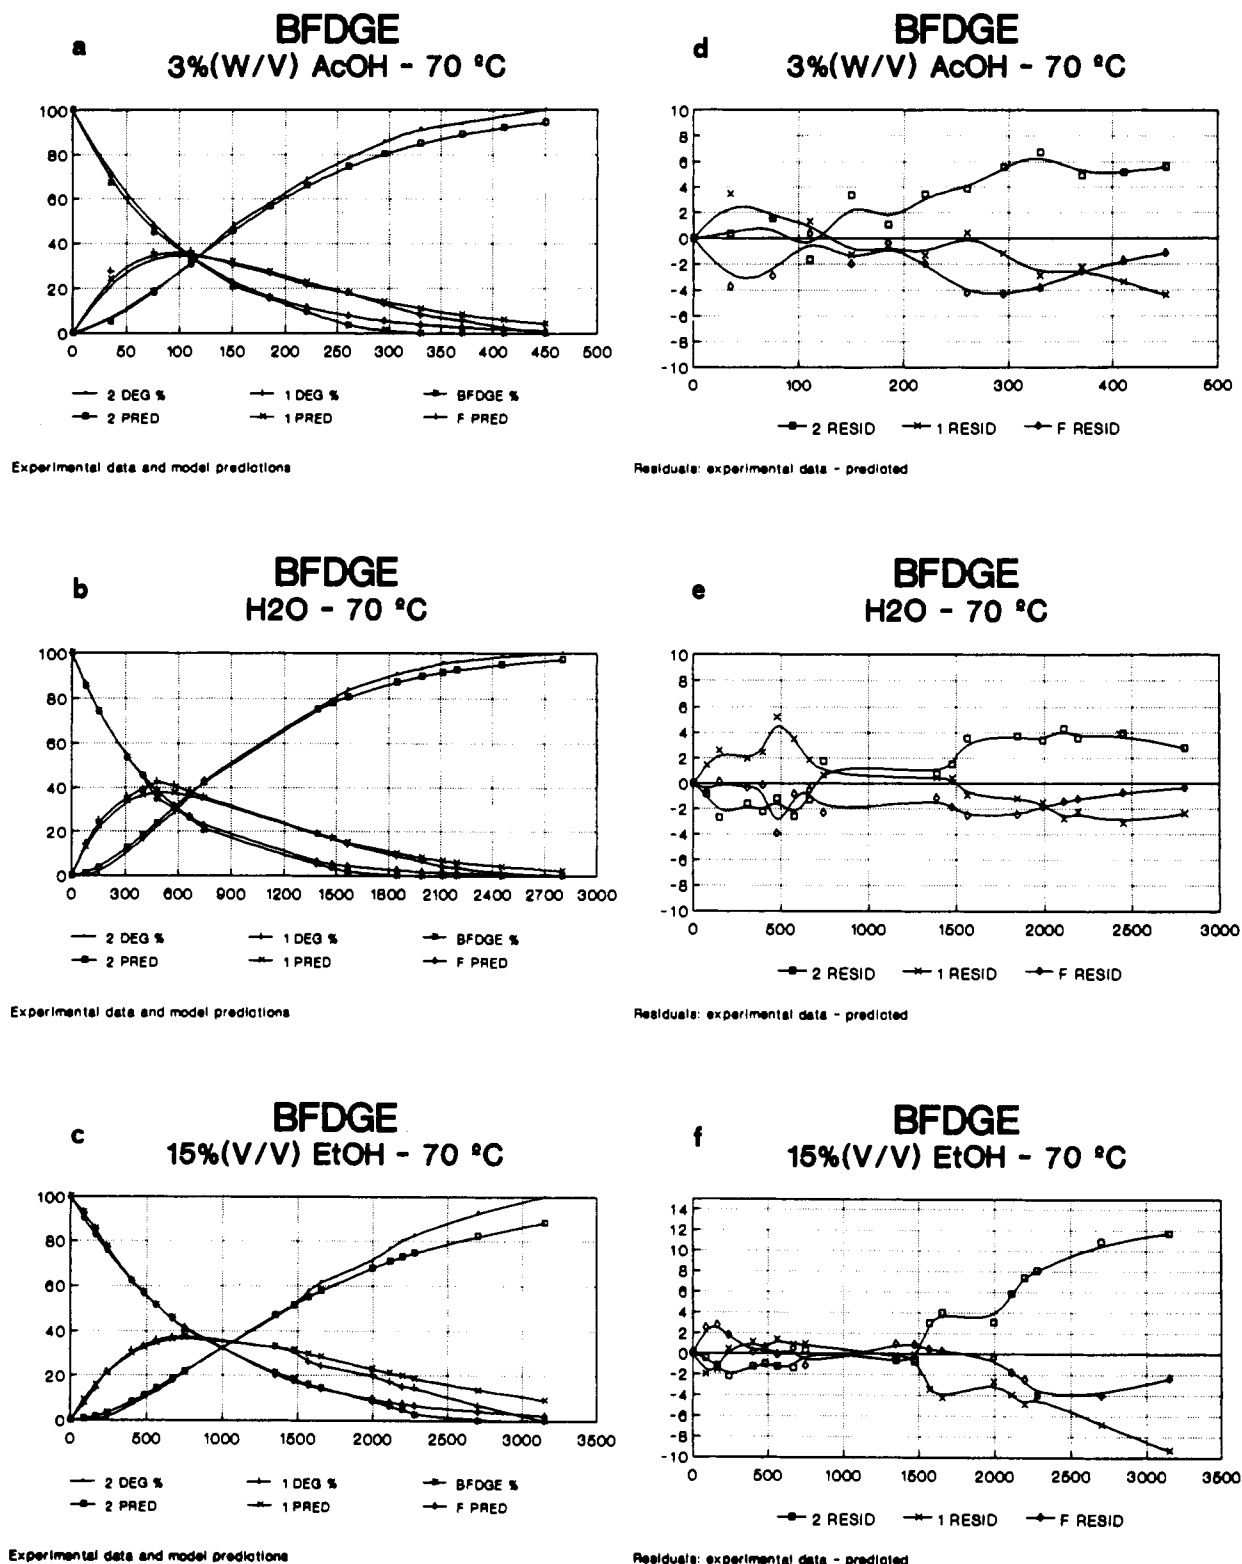 a
BFDGE
3%(W/V) AcOH - 70 ºC
100
80
60
40
20
0
0 50 100 150 200 250 300 350 400 450 500
2 DEG % 1 DEG % BFDGE %
2 PRED 1 PRED F PRED
Experimental data and model predictions
d
BFDGE
3%(W/V) AcOH - 70 ºC
10
8
6
4
2
0
-2
-4
-6
-8
-10
0 100 200 300 400 500
2 RESID 1 RESID F RESID
Residuals: experimental data - predicted
b
BFDGE
H2O - 70 ºC
100
80
60
40
20
0
0 300 600 900 1200 1500 1800 2100 2400 2700 3000
2 DEG % 1 DEG % BFDGE %
2 PRED 1 PRED F PRED
Experimental data and model predictions
e
BFDGE
H2O - 70 ºC
10
8
6
4
2
0
-2
-4
-6
-8
-10
0 500 1000 1500 2000 2500 3000
2 RESID 1 RESID F RESID
Residuals: experimental data - predicted
c
BFDGE
15%(V/V) EtOH - 70 ºC
100
80
60
40
20
0
0 500 1000 1500 2000 2500 3000 3500
2 DEG % 1 DEG % BFDGE %
2 PRED 1 PRED F PRED
Experimental data and model predictions
f
BFDGE
15%(V/V) EtOH - 70 ºC
14
12
10
8
6
4
2
0
-2
-4
-6
-8
-10
0 500 1000 1500 2000 2500 3000 3500
2 RESID 1 RESID F RESID
Residuals: experimental data - predicted